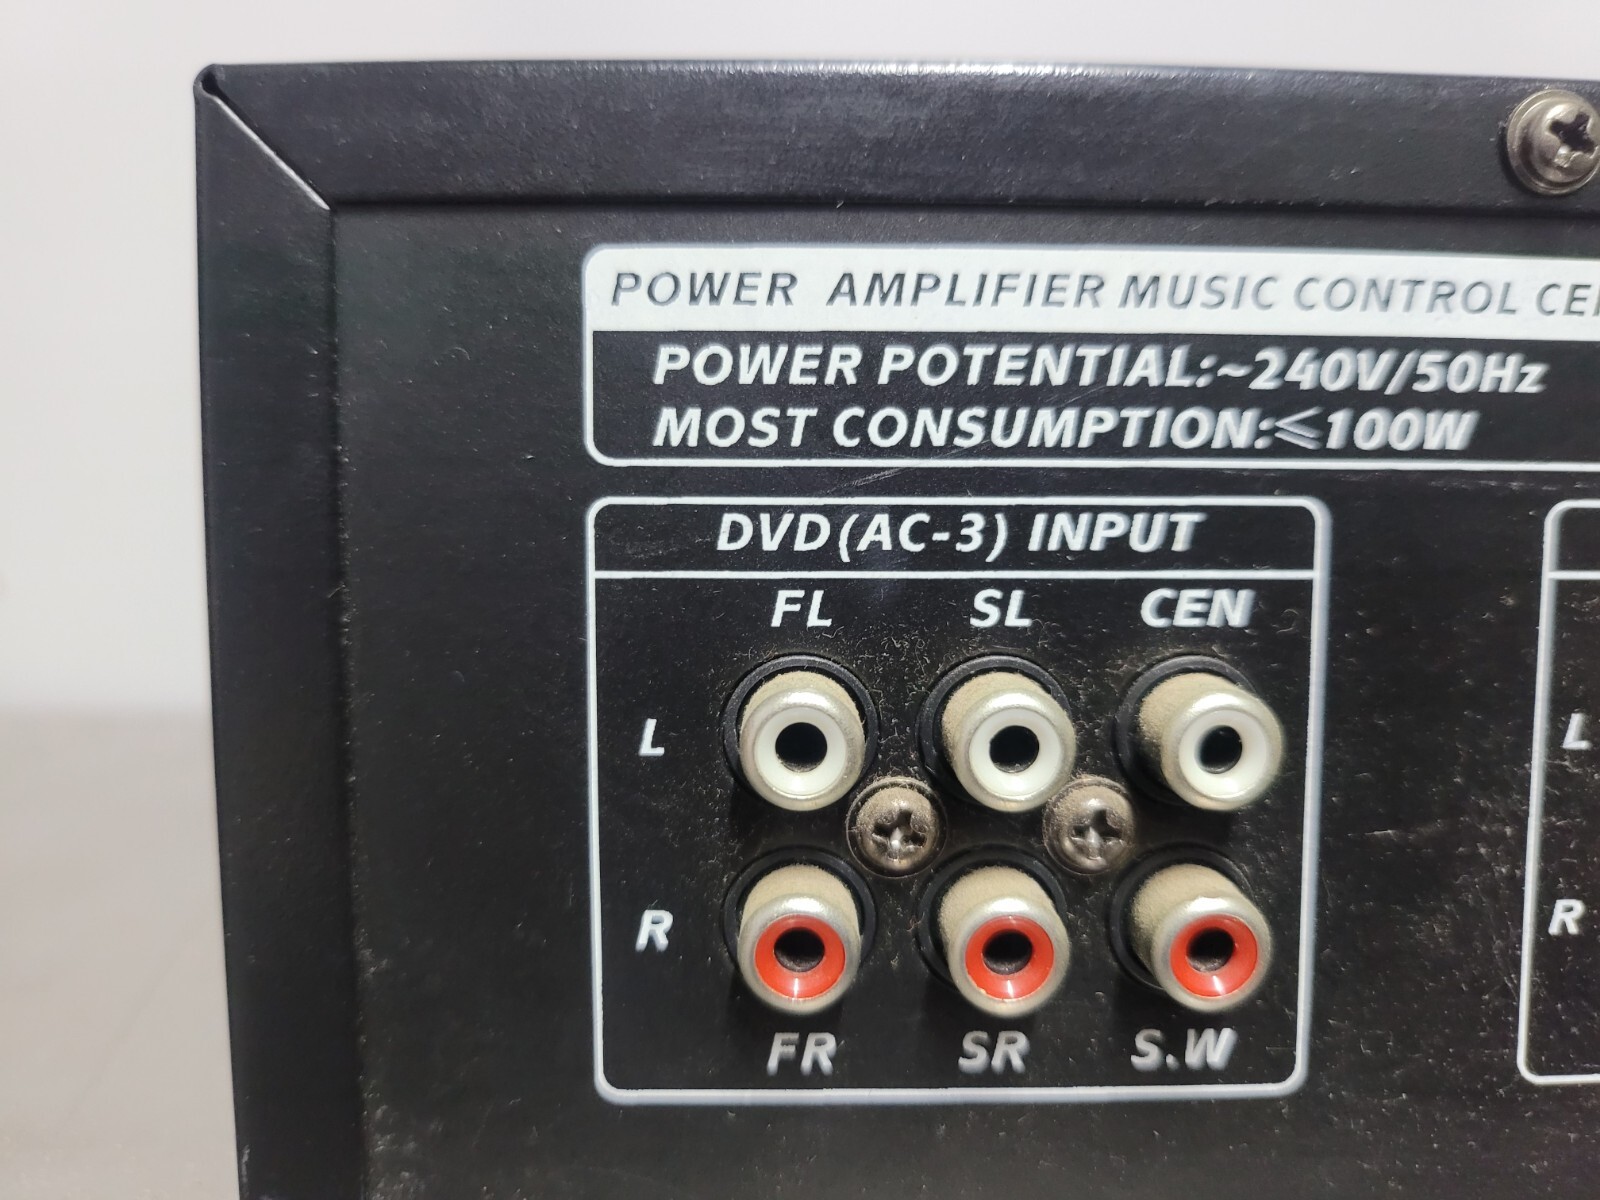 POWER AMPLIFIER MUSIC CONTROL
POWER POTENTIAL:~240V/50Hz
MOST CONSUMPTION:≤100W
DVD(AC-3) INPUT
FL SL CEN
L
L
R
R
FR SR S.W